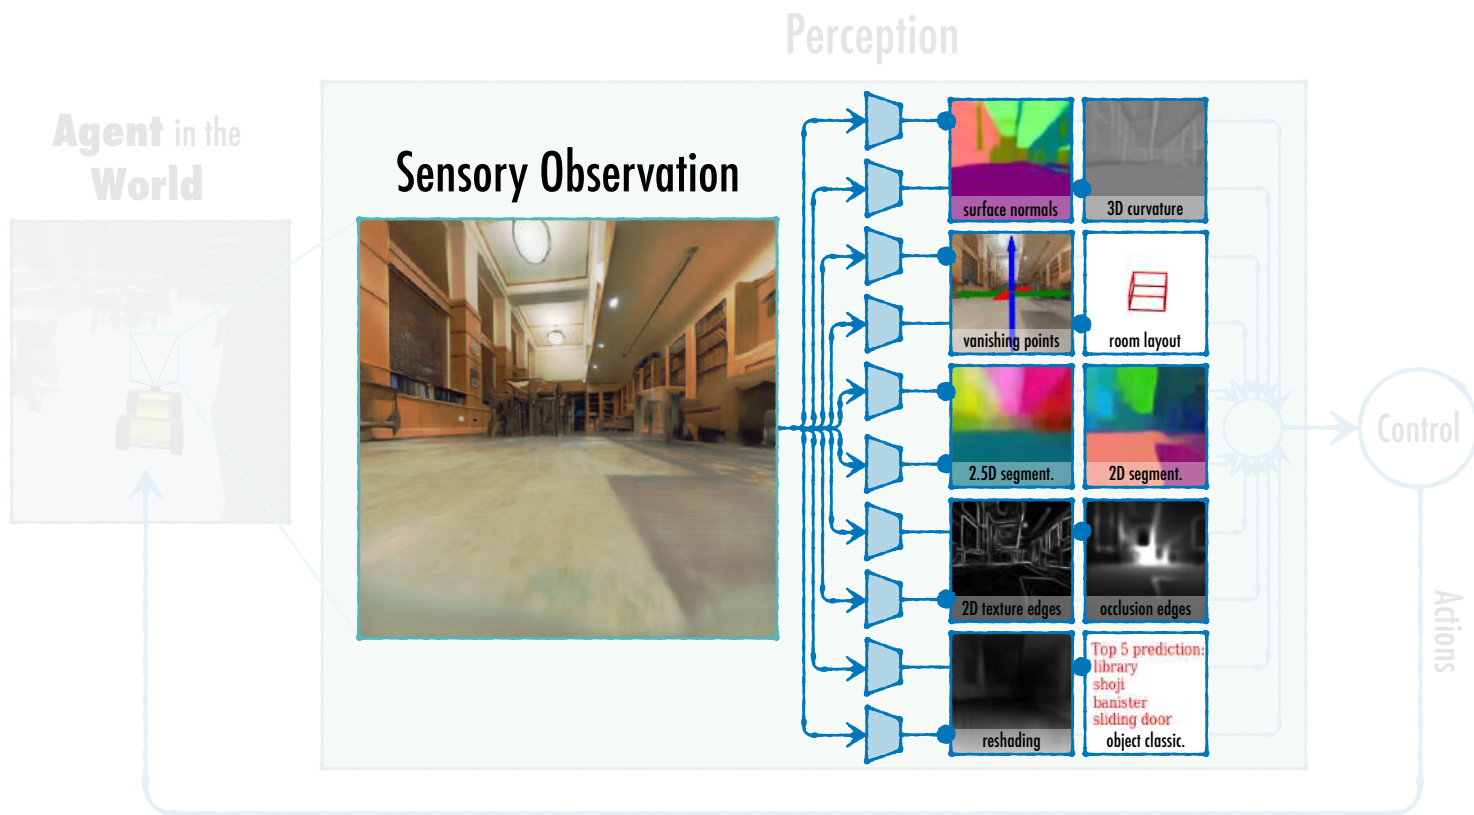 Perception
Agent in the
World
Sensory Observation
surface normals
3D curvature
vanishing points
room layout
2.5D segment.
2D segment.
2D texture edges
occlusion edges
reshading
Top 5 prediction:
library
shoji
banister
sliding door
object classic.
Control
Actions